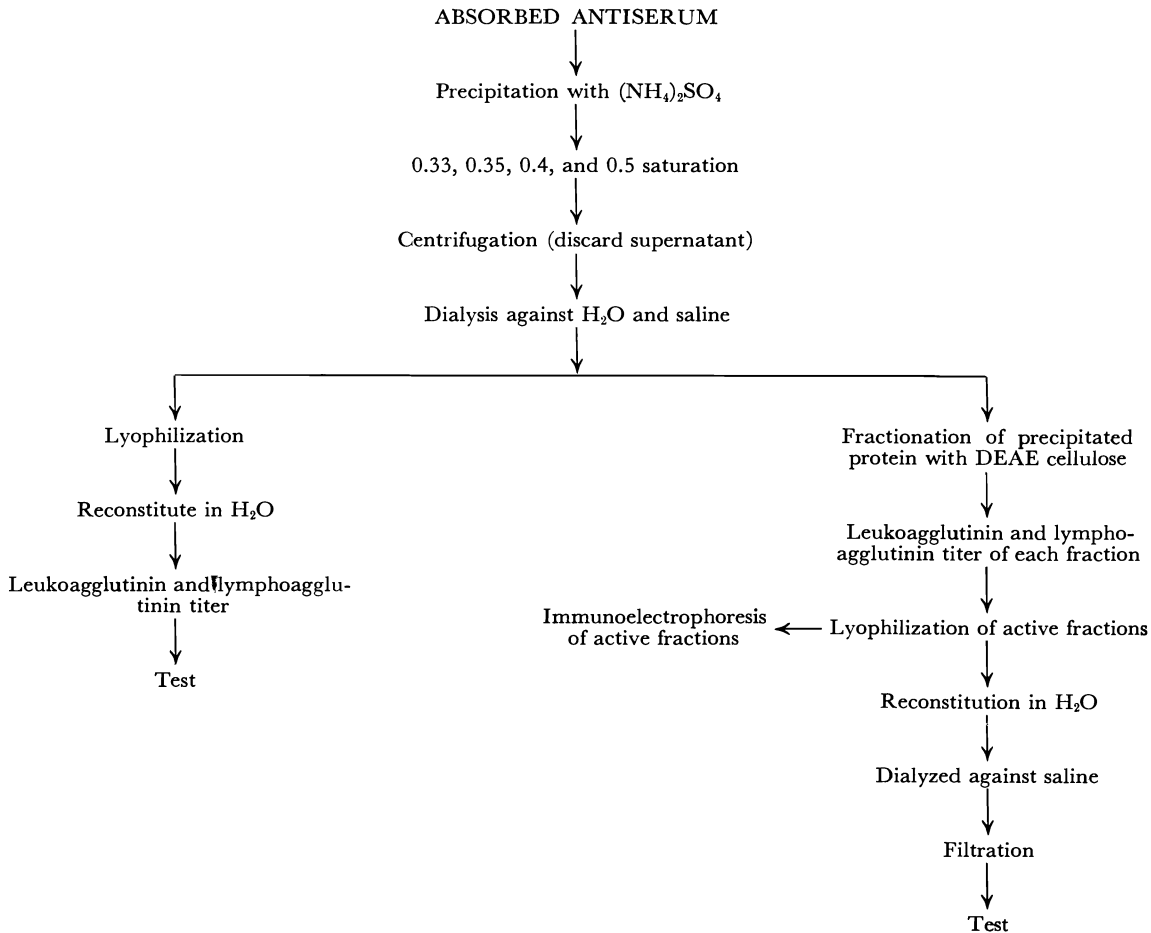 ABSORBED ANTISERUM
Precipitation with (NH₄)₂SO₄
0.33, 0.35, 0.4, and 0.5 saturation
Centrifugation (discard supernatant)
Dialysis against H₂O and saline
Lyophilization
Reconstitute in H₂O
Leukoagglutinin and lymphoagglu-
tinin titer
Test
Fractionation of precipitated
protein with DEAE cellulose
Leukoagglutinin and lympho-
agglutinin titer of each fraction
Immunoelectrophoresis
of active fractions
Lyophilization of active fractions
Reconstitution in H₂O
Dialyzed against saline
Filtration
Test